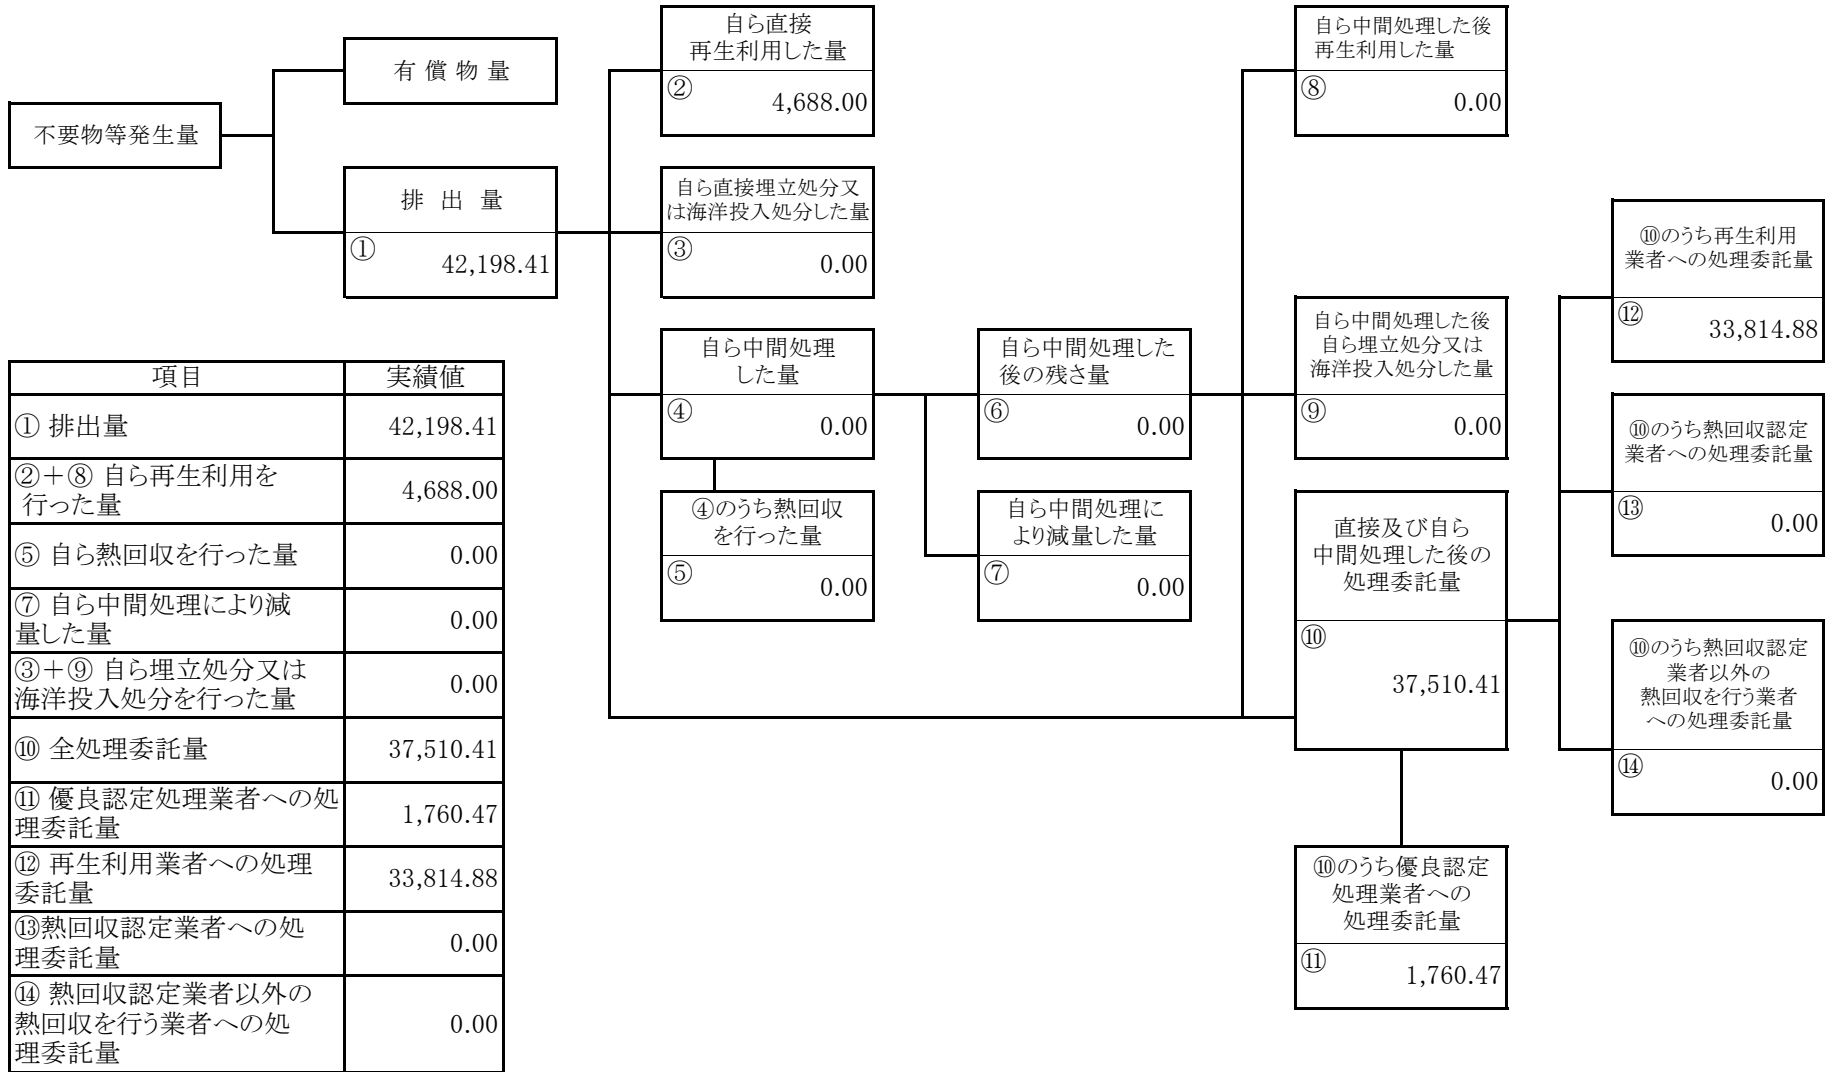 不要物等発生量
有 償 物 量
排 出 量
①
42,198.41
自ら直接
再生利用した量
②
4,688.00
自ら直接埋立処分又
は海洋投入処分した量
③
0.00
自ら中間処理
した量
④
0.00
④のうち熱回収
を行った量
⑤
0.00
自ら中間処理した
後の残さ量
⑥
0.00
自ら中間処理に
より減量した量
⑦
0.00
自ら中間処理した後
再生利用した量
⑧
0.00
自ら中間処理した後
自ら埋立処分又は
海洋投入処分した量
⑨
0.00
直接及び自ら
中間処理した後の
処理委託量
⑩
37,510.41
⑩のうち優良認定
処理業者への
処理委託量
⑪
1,760.47
⑩のうち再生利用
業者への処理委託量
⑫
33,814.88
⑩のうち熱回収認定
業者への処理委託量
⑬
0.00
⑩のうち熱回収認定
業者以外の
熱回収を行う業者
への処理委託量
⑭
0.00
項目 実績値
① 排出量 42,198.41
②＋⑧ 自ら再生利用を
行った量 4,688.00
⑤ 自ら熱回収を行った量 0.00
⑦ 自ら中間処理により減
量した量 0.00
③＋⑨ 自ら埋立処分又は
海洋投入処分を行った量 0.00
⑩ 全処理委託量 37,510.41
⑪ 優良認定処理業者への処
理委託量 1,760.47
⑫ 再生利用業者への処理
委託量 33,814.88
⑬熱回収認定業者への処
理委託量 0.00
⑭ 熱回収認定業者以外の
熱回収を行う業者への処
理委託量 0.00